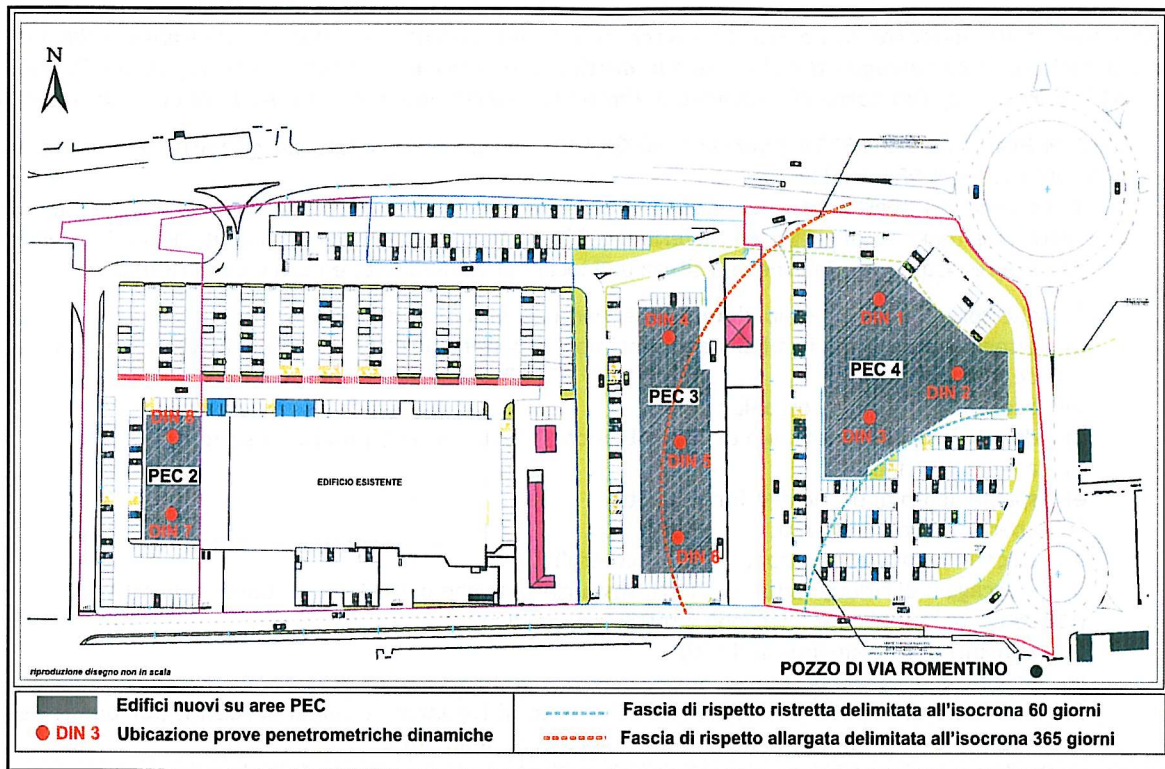 N
DIN 1
DIN 4
PEC 4
DIN 2
PEC 3
DIN 3
DIN 8
DIN 5
PEC 2
EDIFICIO ESISTENTE
DIN 7
DIN 6
riproduzione disegno non in scala
POZZO DI VIA ROMENTINO
Edifici nuovi su aree PEC
DIN 3 Ubicazione prove penetrometriche dinamiche
Fascia di rispetto ristretta delimitata all'isocrona 60 giorni
Fascia di rispetto allargata delimitata all'isocrona 365 giorni